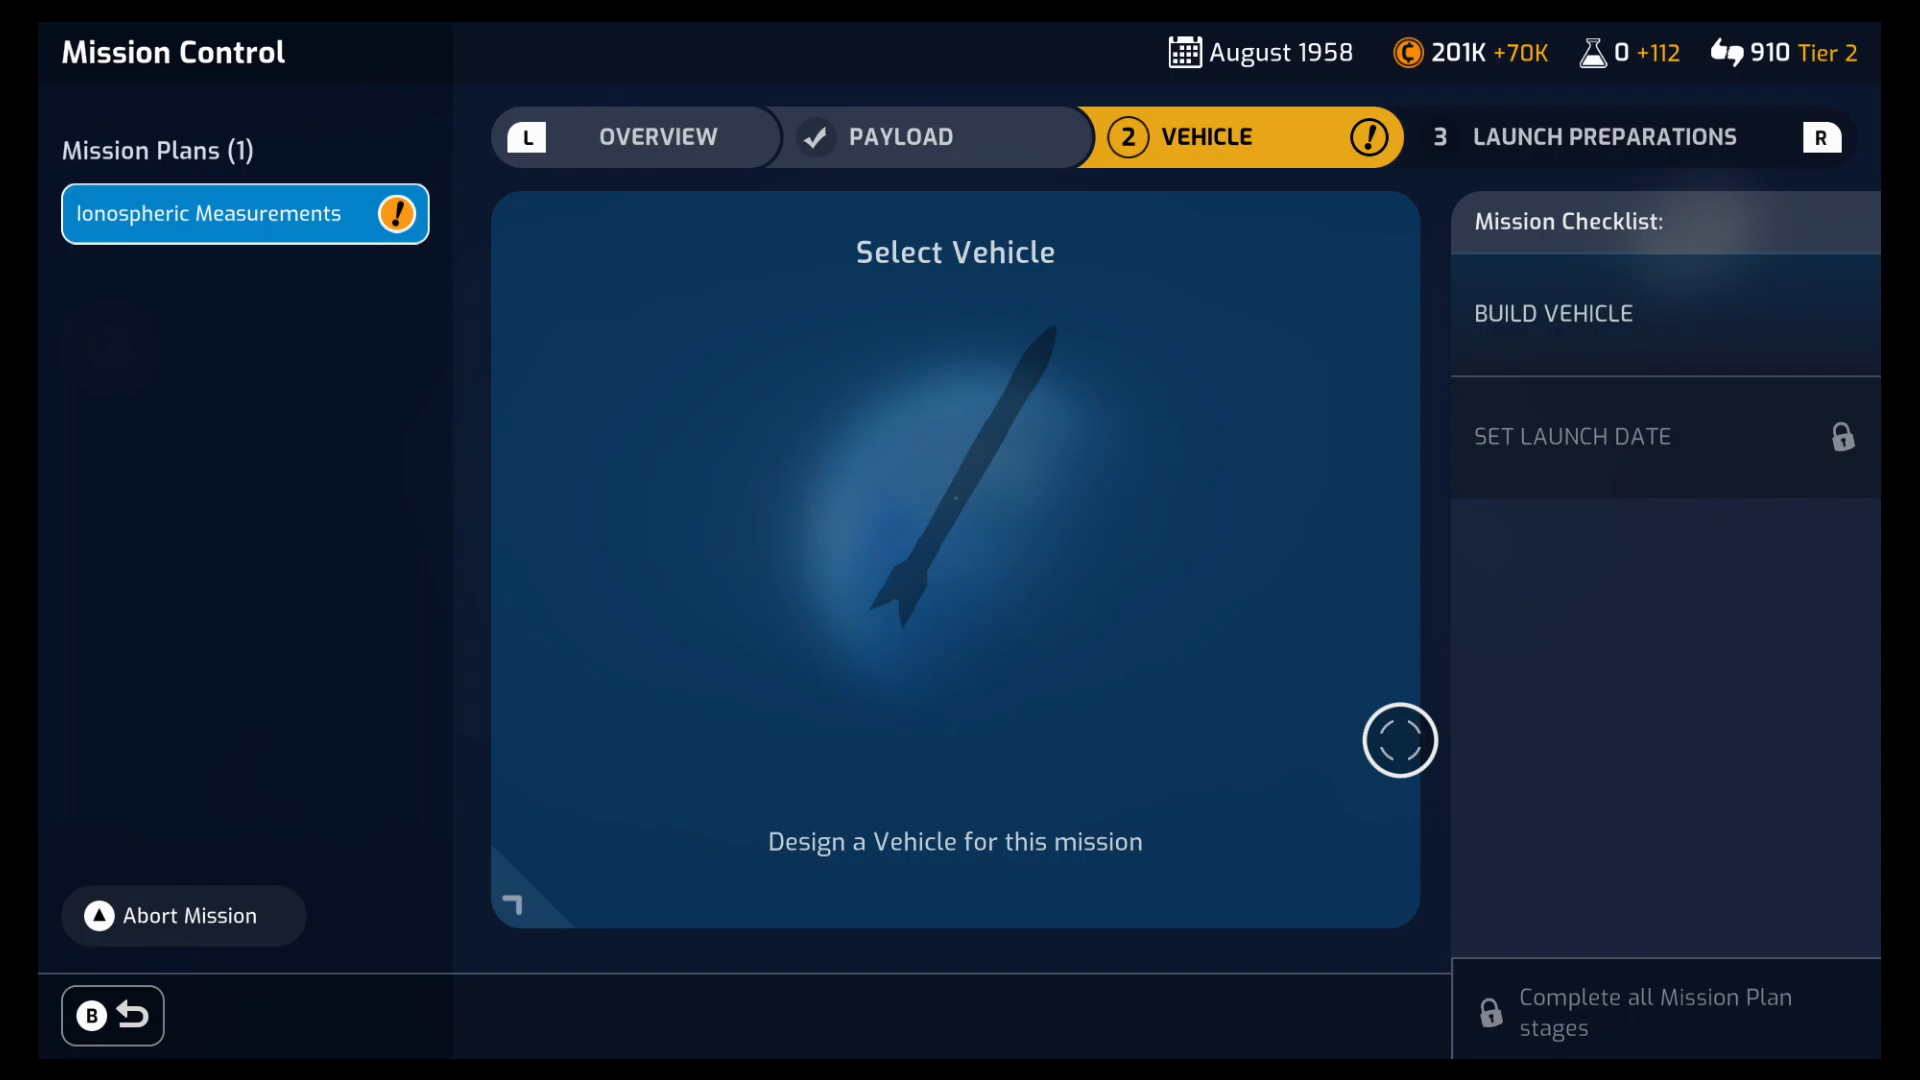 Mission Control
August 1958
201K +70K
0 +112
910 Tier 2
Mission Plans (1)
Ionospheric Measurements
L
OVERVIEW
PAYLOAD
2 VEHICLE
3 LAUNCH PREPARATIONS
R
Select Vehicle
Design a Vehicle for this mission
Mission Checklist:
BUILD VEHICLE
SET LAUNCH DATE
Abort Mission
B
Complete all Mission Plan
stages